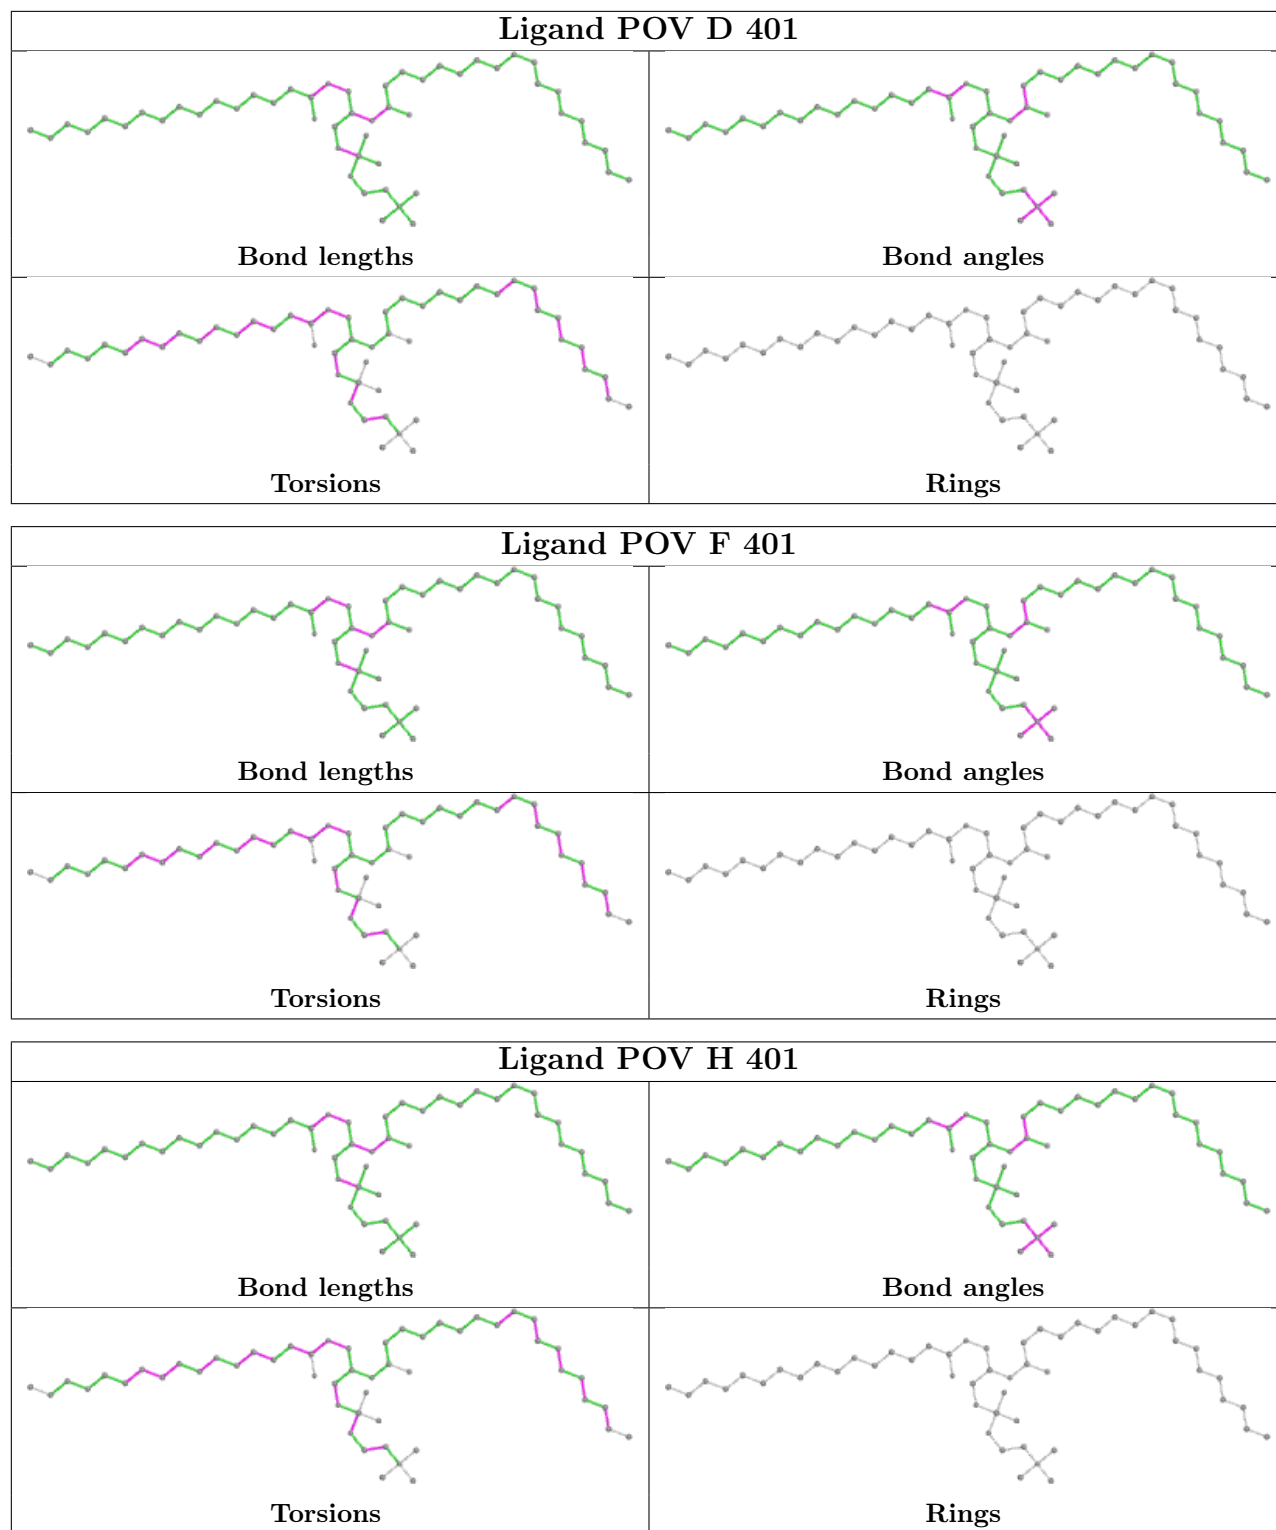 Ligand POV D 401
Bond lengths
Bond angles
Torsions
Rings
Ligand POV F 401
Bond lengths
Bond angles
Torsions
Rings
Ligand POV H 401
Bond lengths
Bond angles
Torsions
Rings